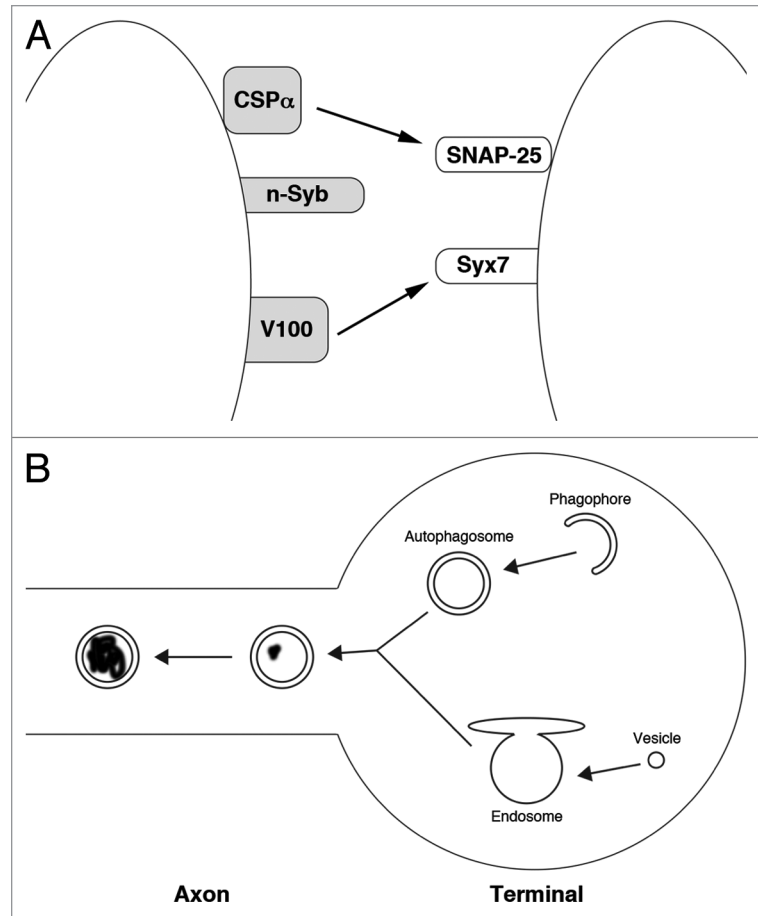 A
CSPα
SNAP-25
n-Syb
Syx7
V100
B
Phagophore
Autophagosome
Vesicle
Endosome
Axon
Terminal